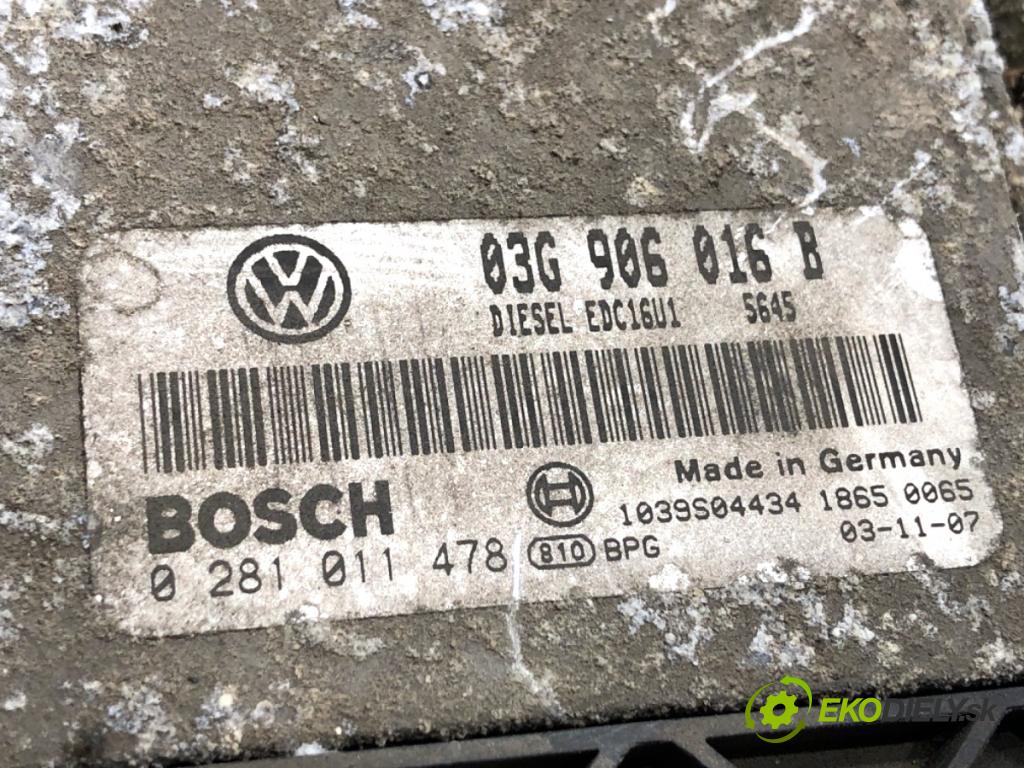 03G 906 016 B
DIESEL EDC16U1 5645
Made in Germany
BOSCH
1039S04434 1865 0065
0 281 011 478 810 BPG
03-11-07
EKODIELY.sk